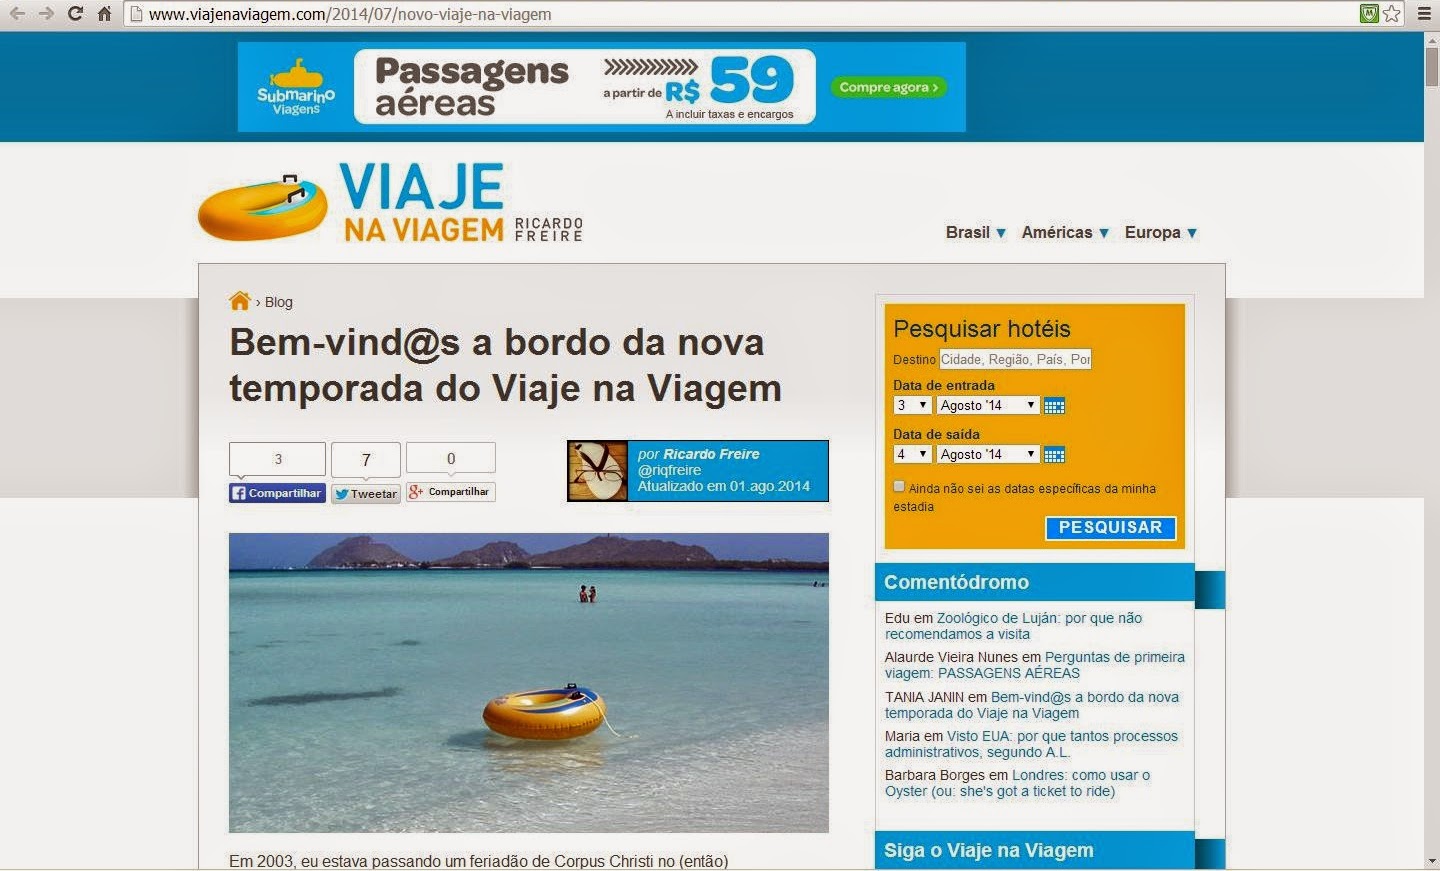 www.viajenaviagem.com/2014/07/novo-viaje-na-viagem
Submarino
Viagens
Passagens
aéreas
a partir de R$ 59
A incluir taxas e encargos
Compre agora >
VIAJE
NA VIAGEM
RICARDO
FREIRE
Brasil ▼ Américas ▼ Europa ▼
› Blog
Bem-vind@s a bordo da nova
temporada do Viaje na Viagem
3
7
0
Compartilhar
Tweetar
Compartilhar
por Ricardo Freire
@riqfreire
Atualizado em 01.ago.2014
Em 2003, eu estava passando um feriadão de Corpus Christi no (então)
Pesquisar hotéis
Destino Cidade, Região, País, Por
Data de entrada
3 Agosto '14
Data de saída
4 Agosto '14
Ainda não sei as datas específicas da minha
estadia
PESQUISAR
Comentódromo
Edu em Zoológico de Luján: por que não
recomendamos a visita
Alaurde Vieira Nunes em Perguntas de primeira
viagem: PASSAGENS AÉREAS
TANIA JANIN em Bem-vind@s a bordo da nova
temporada do Viaje na Viagem
Maria em Visto EUA: por que tantos processos
administrativos, segundo A.L.
Barbara Borges em Londres: como usar o
Oyster (ou: she's got a ticket to ride)
Siga o Viaje na Viagem